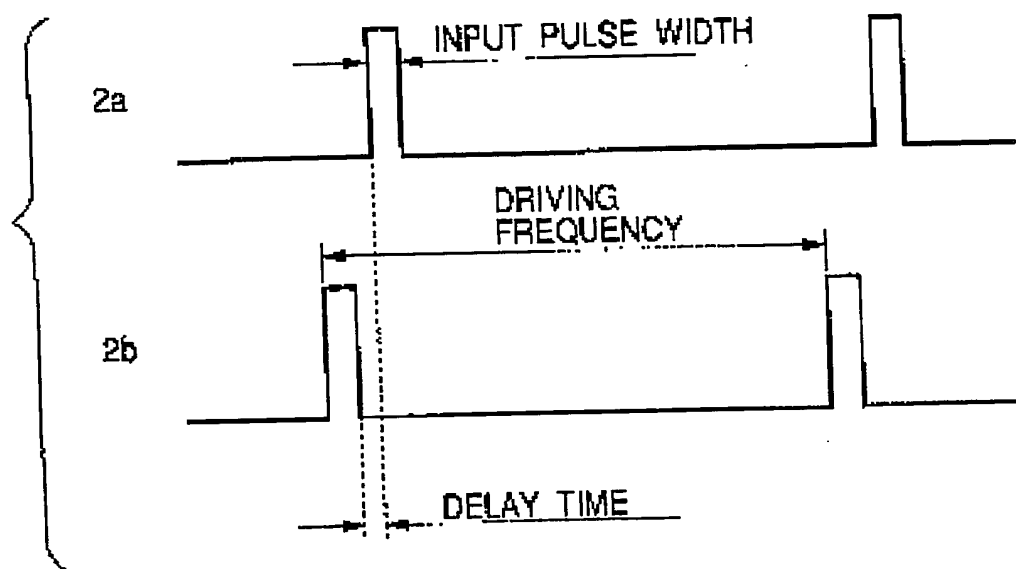 INPUT PULSE WIDTH
2a
DRIVING
FREQUENCY
2b
DELAY TIME